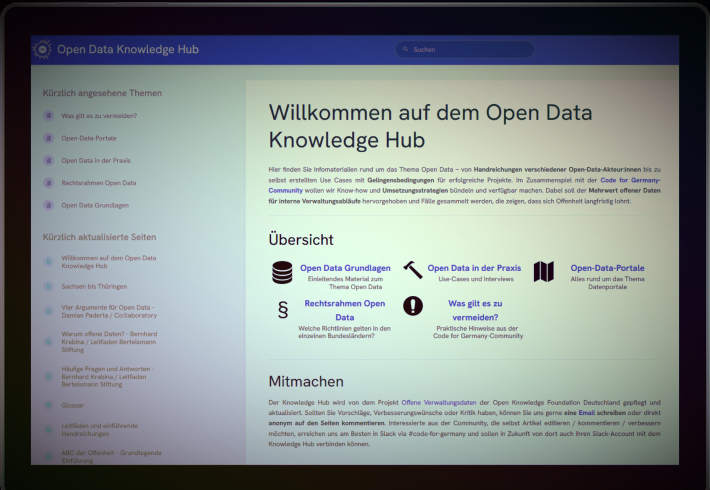 Open Data Knowledge Hub
Suchen
Kürzlich angesehene Themen
Was gilt es zu vermeiden?
Open-Data-Portale
Open Data in der Praxis
Rechtsrahmen Open Data
Open Data Grundlagen
Kürzlich aktualisierte Seiten
Willkommen auf dem Open Data
Knowledge Hub
Sachsen bis Thüringen
Vier Argumente für Open Data -
Damian Paderta / Co:llaboratory
Warum offene Daten? - Bernhard
Krabina / Leitfaden Bertelsmann
Stiftung
Häufige Fragen und Antworten -
Bernhard Krabina / Leitfaden
Bertelsmann Stiftung
Glossar
Leitfäden und einführende
Handreichungen
ABC der Offenheit - Grundlegende
Einführung
Willkommen auf dem Open Data
Knowledge Hub
Hier finden Sie Infomaterialien rund um das Thema Open Data – von Handreichungen verschiedener Open-Data-Akteur:innen bis zu
selbst erstellten Use Cases mit Gelingensbedingungen für erfolgreiche Projekte. Im Zusammenspiel mit der Code for Germany-
Community wollen wir Know-how und Umsetzungsstrategien bündeln und verfügbar machen. Dabei soll der Mehrwert offener Daten
für interne Verwaltungsabläufe hervorgehoben und Fälle gesammelt werden, die zeigen, dass sich Offenheit langfristig lohnt.
Übersicht
Open Data Grundlagen
Einleitendes Material zum
Thema Open Data
Open Data in der Praxis
Use-Cases und Interviews
Open-Data-Portale
Alles rund um das Thema
Datenportale
§
Rechtsrahmen Open
Data
Welche Richtlinien gelten in den
einzelnen Bundesländern?
Was gilt es zu
vermeiden?
Praktische Hinweise aus der
Code for Germany-Community
Mitmachen
Der Knowledge Hub wird von dem Projekt Offene Verwaltungsdaten der Open Knowledge Foundation Deutschland gepflegt und
aktualisiert. Sollten Sie Vorschläge, Verbesserungswünsche oder Kritik haben, können Sie uns gerne eine Email schreiben oder direkt
anonym auf den Seiten kommentieren. Interessierte aus der Community, die selbst Artikel editieren / kommentieren / verbessern
möchten, erreichen uns am Besten in Slack via #code-for-germany und sollen in Zukunft von dort auch ihren Slack-Account mit dem
Knowledge Hub verbinden können.